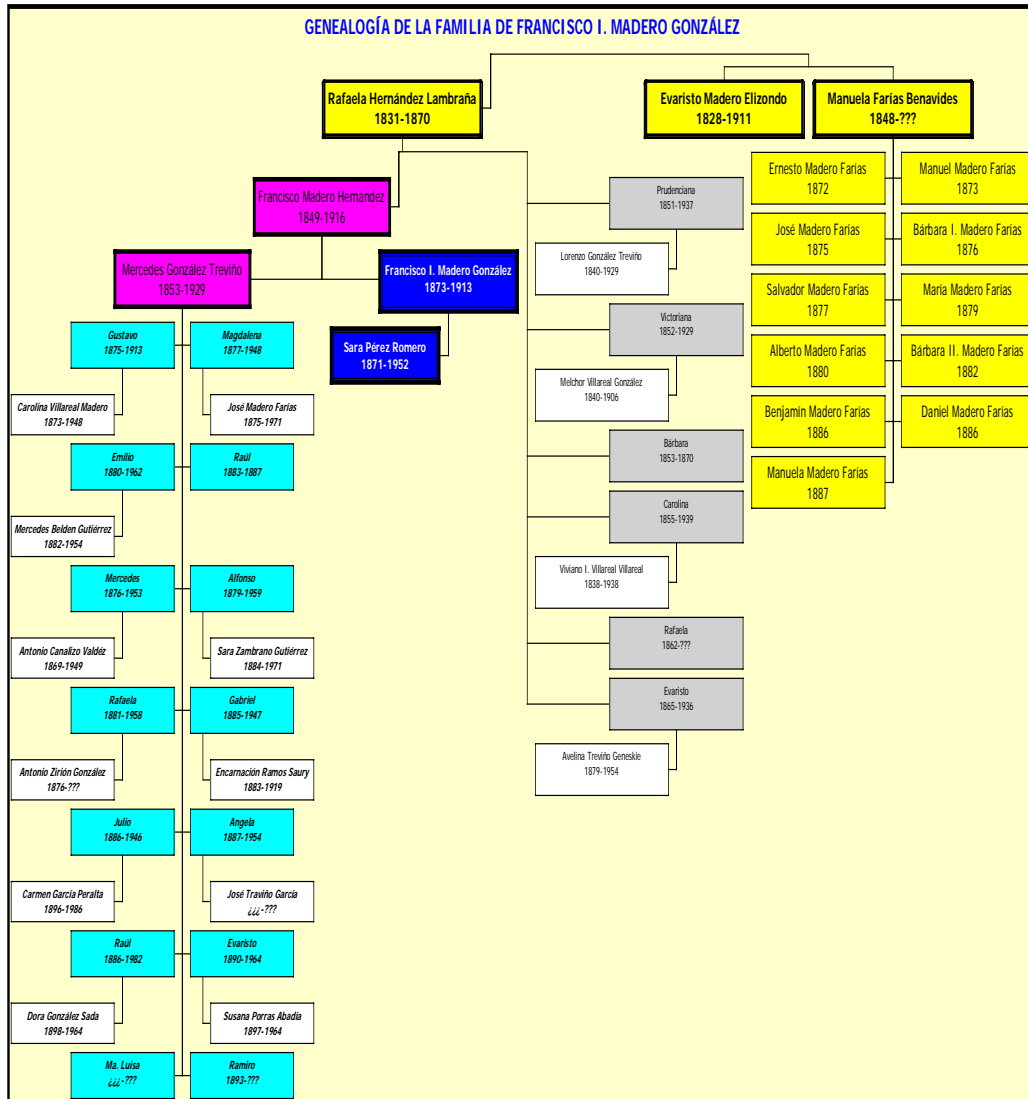 GENEALOGÍA DE LA FAMILIA DE FRANCISCO I. MADERO GONZÁLEZ
Rafaela Hernández Lambraña
1831-1870
Evaristo Madero Elizondo
1828-1911
Manuela Farías Benavides
1848-???
Francisco Madero Hernández
1849-1916
Mercedes González Treviño
1853-1929
Francisco I. Madero González
1873-1913
Sara Pérez Romero
1871-1952
Gustavo
1875-1913
Magdalena
1877-1948
Carolina Villareal Madero
1873-1948
José Madero Farías
1875-1971
Emilio
1880-1962
Raúl
1883-1887
Mercedes Belden Gutiérrez
1882-1954
Mercedes
1876-1953
Alfonso
1879-1959
Antonio Canalizo Valdéz
1869-1949
Sara Zambrano Gutiérrez
1884-1971
Rafaela
1881-1958
Gabriel
1885-1947
Antonio Zirión González
1876-???
Encarnación Ramos Saury
1883-1919
Julio
1886-1946
Angela
1887-1954
Carmen García Peralta
1896-1986
José Traviño García
¿¿¿-???
Raúl
1886-1982
Evaristo
1890-1964
Dora González Sada
1898-1964
Susana Porras Abadía
1897-1964
Ma. Luisa
¿¿¿-???
Ramiro
1893-???
Prudenciana
1851-1937
Lorenzo González Treviño
1840-1929
Victoriana
1852-1929
Melchor Villareal González
1840-1906
Bárbara
1853-1870
Carolina
1855-1939
Viviano I. Villareal Villareal
1838-1938
Rafaela
1862-???
Evaristo
1865-1936
Avelina Treviño Geneskie
1879-1954
Ernesto Madero Farías
1872
Manuel Madero Farías
1873
José Madero Farías
1875
Bárbara I. Madero Farías
1876
Salvador Madero Farías
1877
María Madero Farías
1879
Alberto Madero Farías
1880
Bárbara II. Madero Farías
1882
Benjamin Madero Farías
1886
Daniel Madero Farías
1886
Manuela Madero Farías
1887